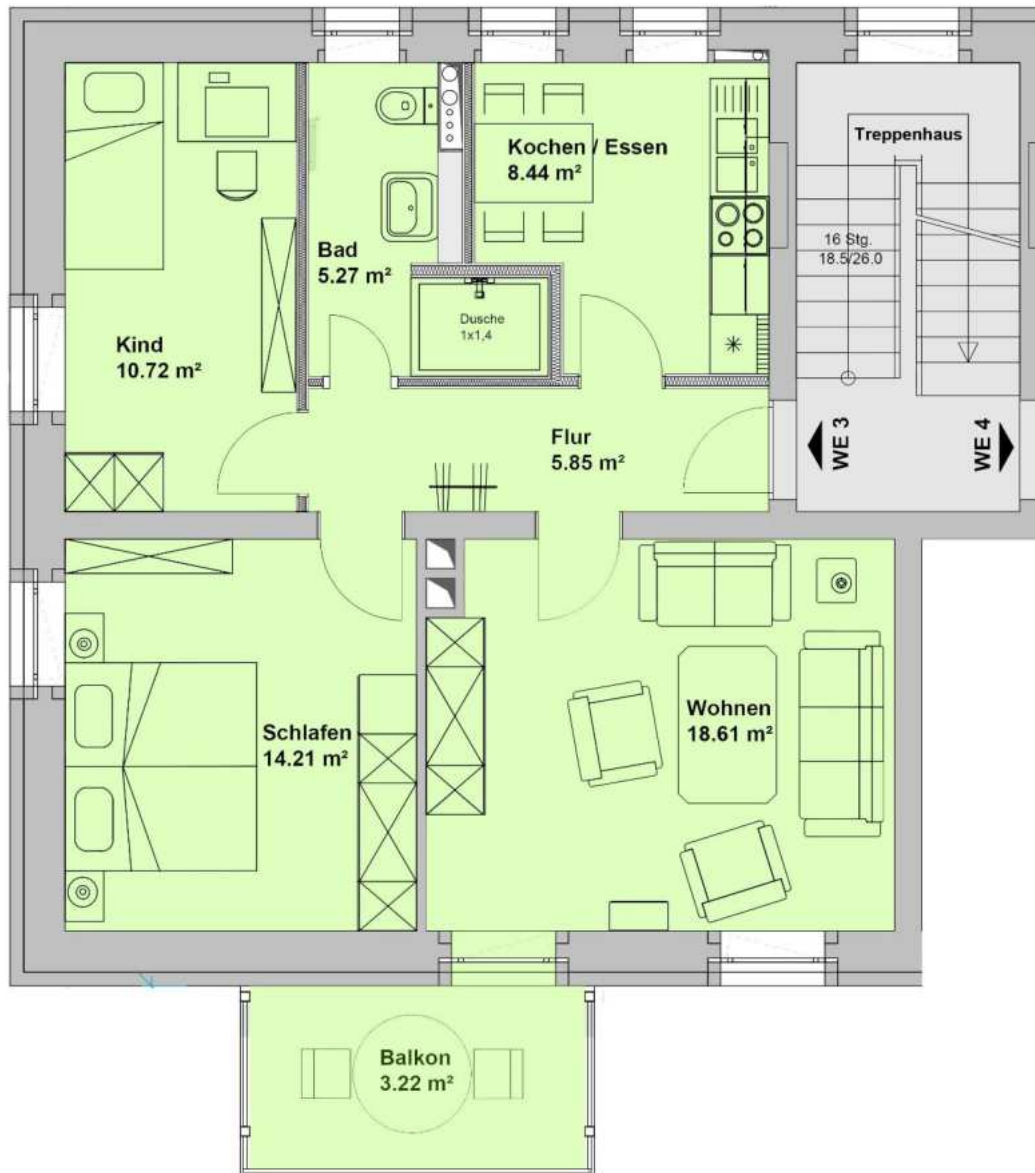 Kochen / Essen
8.44 m²
Treppenhaus
16 Stg.
18.5/26.0
Bad
5.27 m²
Dusche
1x1,4
Kind
10.72 m²
Flur
5.85 m²
WE 3
WE 4
Schlafen
14.21 m²
Wohnen
18.61 m²
Balkon
3.22 m²